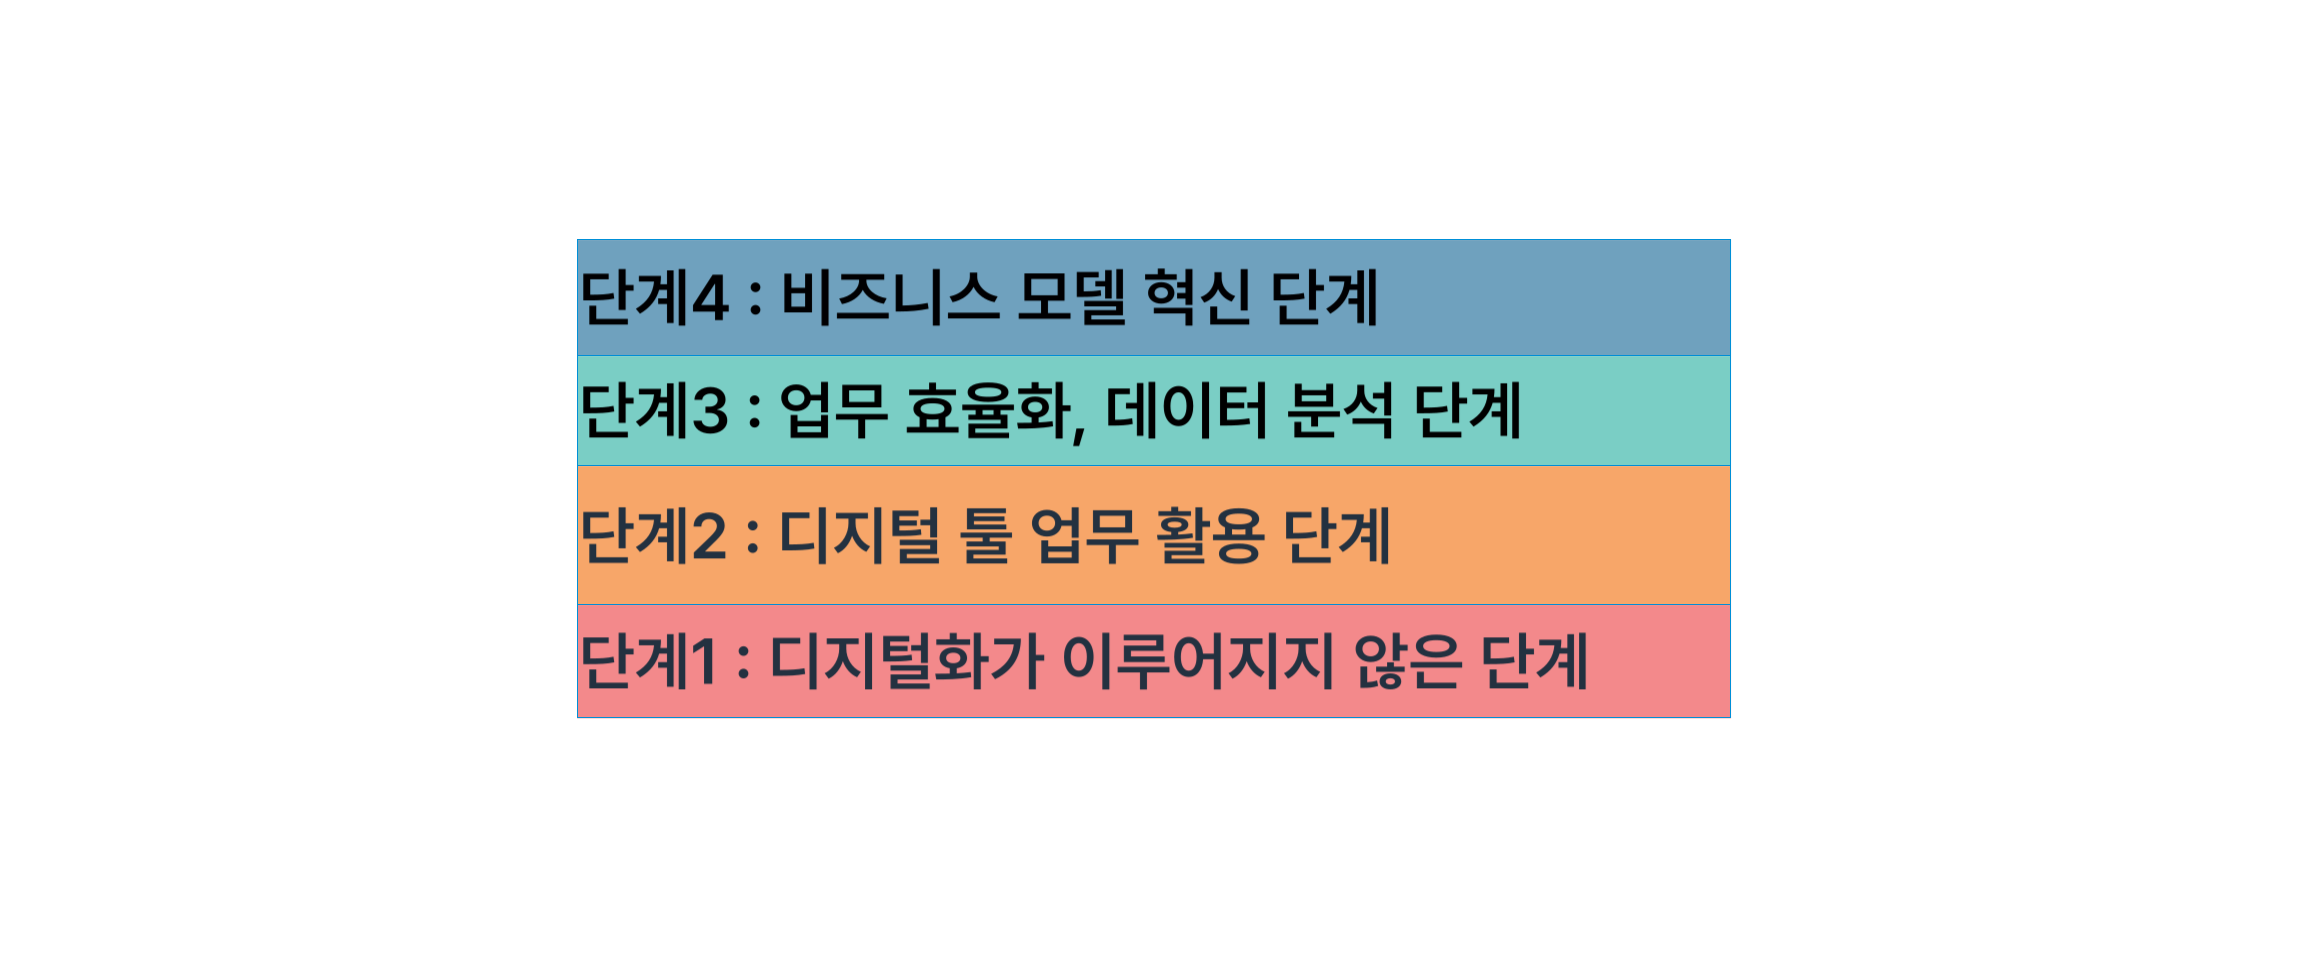 단계4 : 비즈니스 모델 혁신 단계
단계3 : 업무 효율화, 데이터 분석 단계
단계2 : 디지털 툴 업무 활용 단계
단계1 : 디지털화가 이루어지지 않은 단계